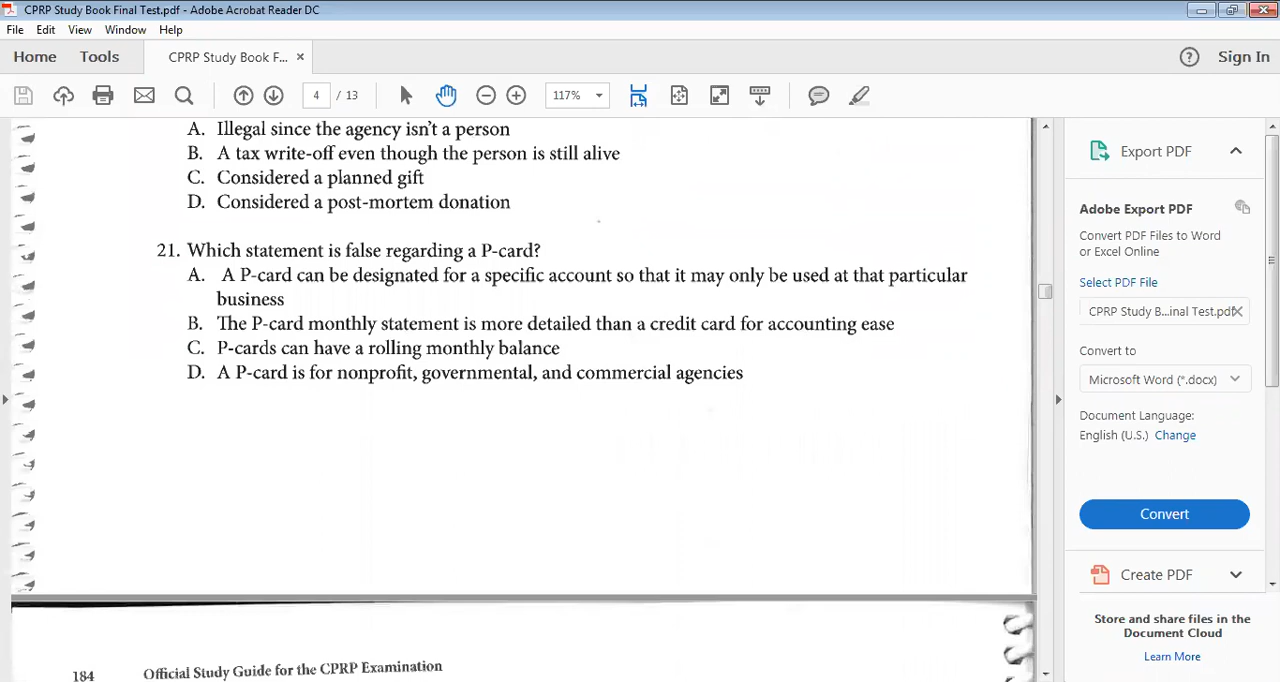 CPRP Study Book Final Test.pdf - Adobe Acrobat Reader DC
File Edit View Window Help
Home Tools CPRP Study Book F... × Sign In
4 / 13 117%
A. Illegal since the agency isn't a person
B. A tax write-off even though the person is still alive
C. Considered a planned gift
D. Considered a post-mortem donation
21. Which statement is false regarding a P-card?
A. A P-card can be designated for a specific account so that it may only be used at that particular
business
B. The P-card monthly statement is more detailed than a credit card for accounting ease
C. P-cards can have a rolling monthly balance
D. A P-card is for nonprofit, governmental, and commercial agencies
184 Official Study Guide for the CPRP Examination
Export PDF
Adobe Export PDF
Convert PDF Files to Word
or Excel Online
Select PDF File
CPRP Study B...inal Test.pdf
Convert to
Microsoft Word (*.docx)
Document Language:
English (U.S.) Change
Convert
Create PDF
Store and share files in the
Document Cloud
Learn More